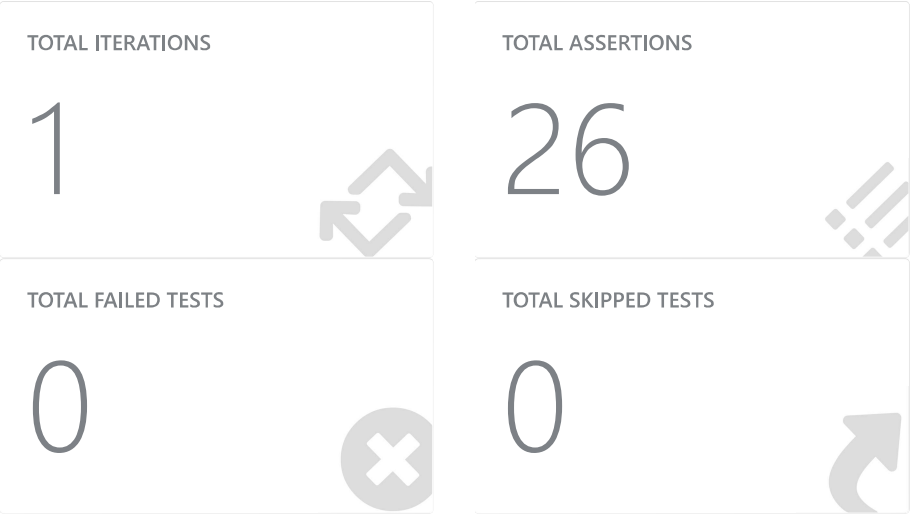 TOTAL ITERATIONS
1
TOTAL ASSERTIONS
26
TOTAL FAILED TESTS
0
TOTAL SKIPPED TESTS
0